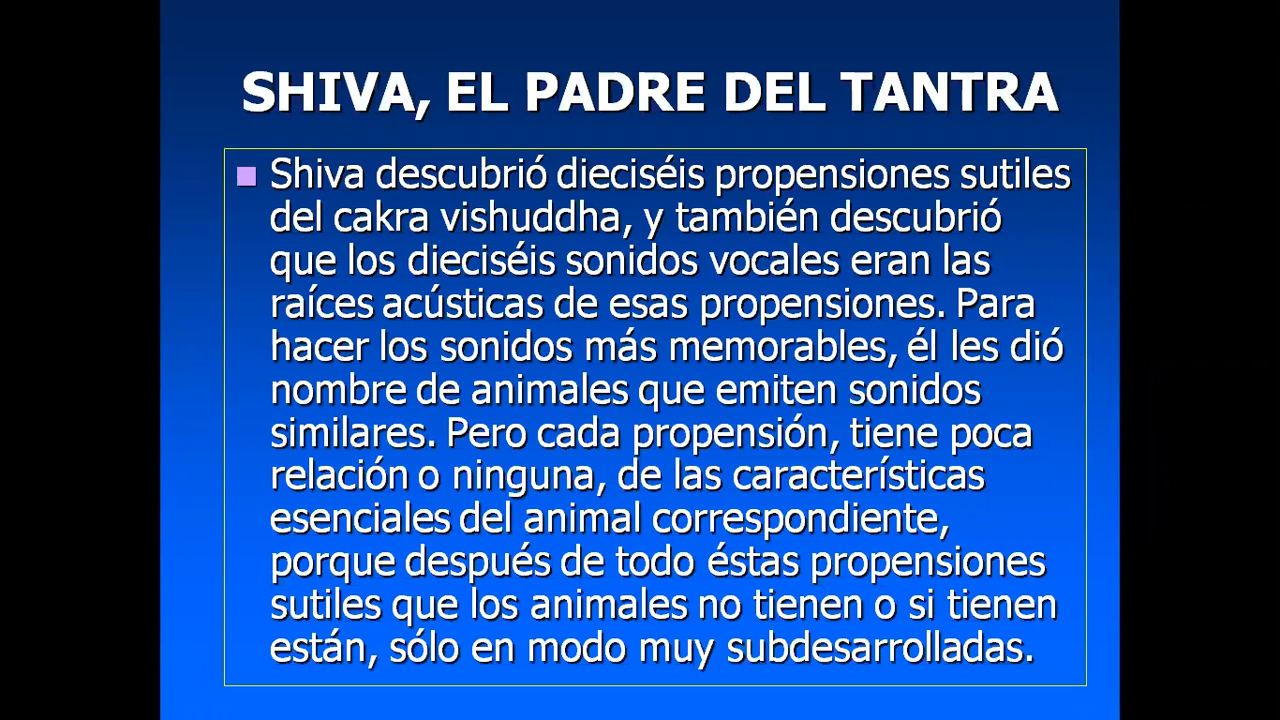 SHIVA, EL PADRE DEL TANTRA
Shiva descubrió dieciséis propensiones sutiles
del cakra vishuddha, y también descubrió
que los dieciséis sonidos vocales eran las
raíces acústicas de esas propensiones. Para
hacer los sonidos más memorables, él les dió
nombre de animales que emiten sonidos
similares. Pero cada propensión, tiene poca
relación o ninguna, de las características
esenciales del animal correspondiente,
porque después de todo éstas propensiones
sutiles que los animales no tienen o si tienen
están, sólo en modo muy subdesarrolladas.